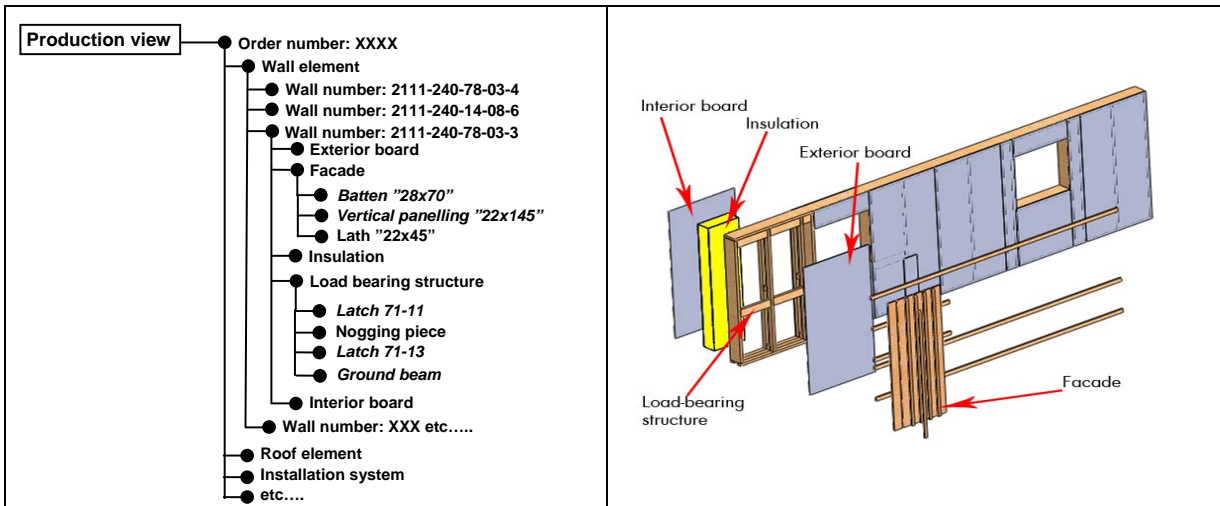 Production view
Order number: XXXX
Wall element
Wall number: 2111-240-78-03-4
Wall number: 2111-240-14-08-6
Wall number: 2111-240-78-03-3
Exterior board
Facade
Batten ”28x70”
Vertical panelling ”22x145”
Lath ”22x45”
Insulation
Load bearing structure
Latch 71-11
Nogging piece
Latch 71-13
Ground beam
Interior board
Wall number: XXX etc…..
Roof element
Installation system
etc….
Interior board
Insulation
Exterior board
Load-bearing
structure
Facade